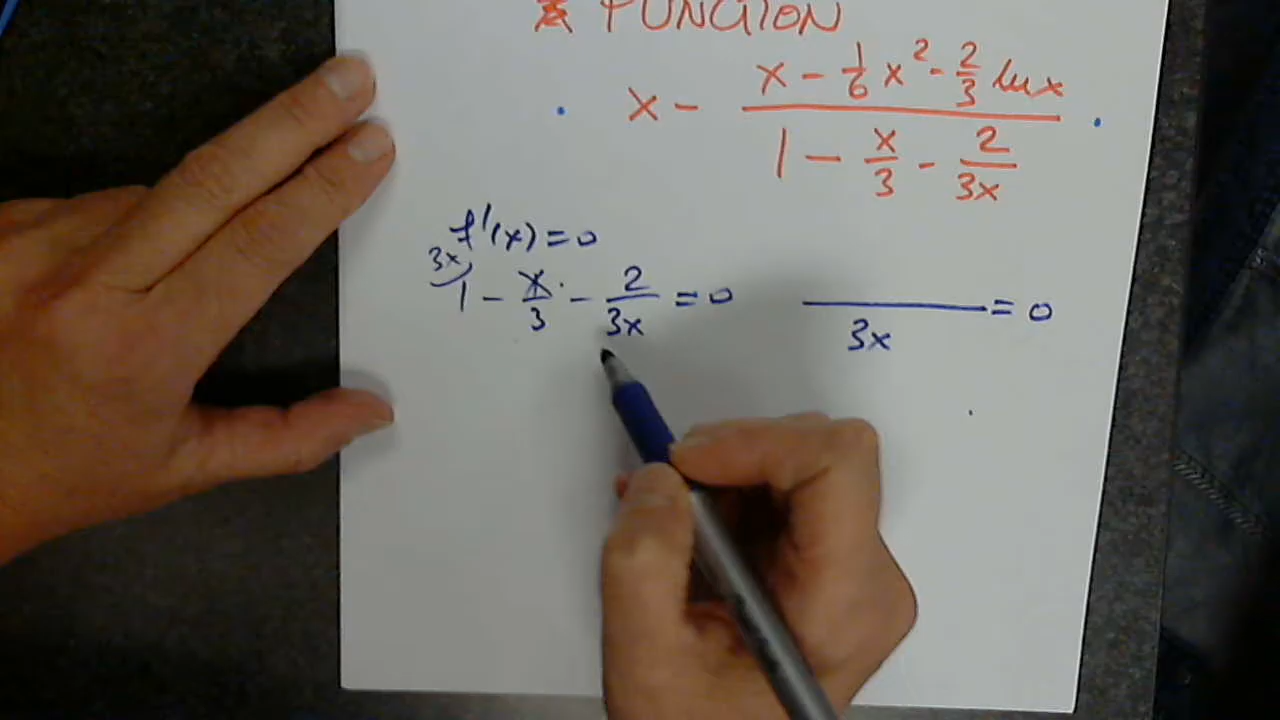 FUNCTION
x - (x - 1/6 x² - 2/3 ln x) / (1 - x/3 - 2/(3x))
f'(x) = 0
3x
1 - x/3 - 2/(3x) = 0    ——— / 3x = 0